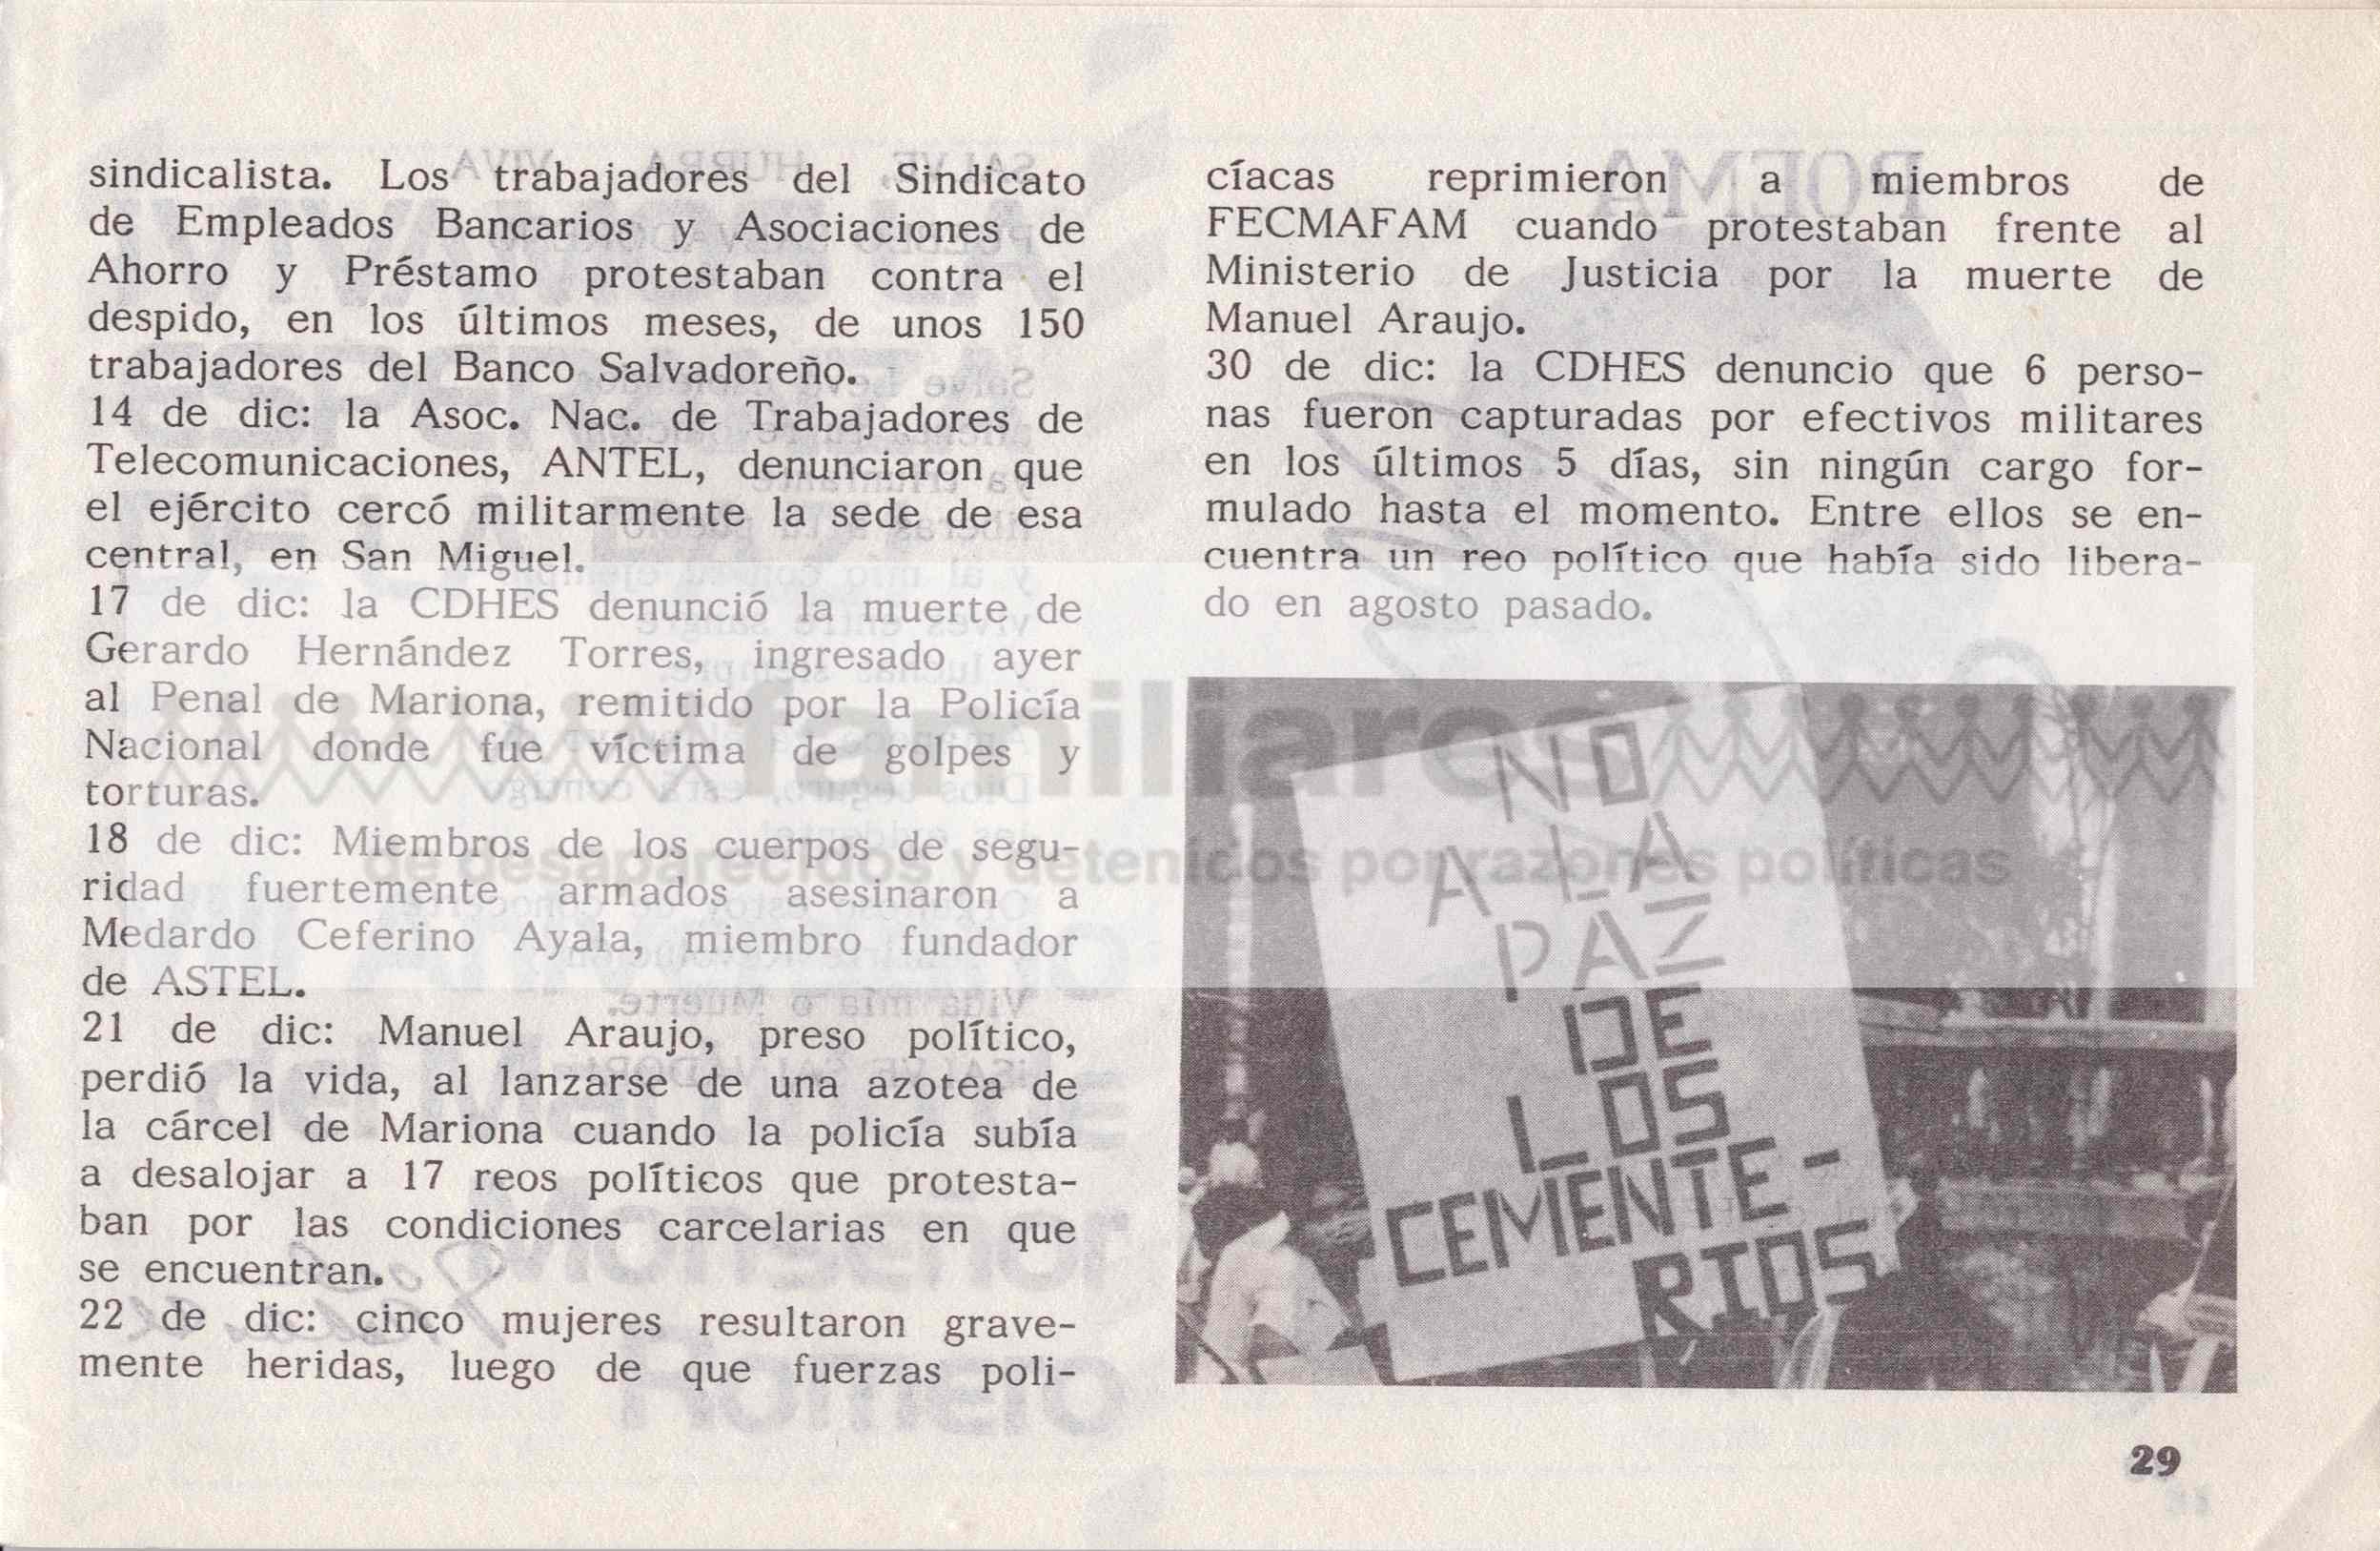 sindicalista. Los trabajadores del Sindicato
de Empleados Bancarios y Asociaciones de
Ahorro y Préstamo protestaban contra el
despido, en los últimos meses, de unos 150
trabajadores del Banco Salvadoreño.
14 de dic: la Asoc. Nac. de Trabajadores de
Telecomunicaciones, ANTEL, denunciaron que
el ejército cercó militarmente la sede de esa
central, en San Miguel.
17 de dic: la CDHES denunció la muerte de
Gerardo Hernández Torres, ingresado ayer
al Penal de Mariona, remitido por la Policía
Nacional donde fue víctima de golpes y
torturas.
18 de dic: Miembros de los cuerpos de segu-
ridad fuertemente armados asesinaron a
Medardo Ceferino Ayala, miembro fundador
de ASTEL.
21 de dic: Manuel Araujo, preso político,
perdió la vida, al lanzarse de una azotea de
la cárcel de Mariona cuando la policía subía
a desalojar a 17 reos políticos que protesta-
ban por las condiciones carcelarias en que
se encuentran.
22 de dic: cinco mujeres resultaron grave-
mente heridas, luego de que fuerzas poli-
cíacas reprimieron a miembros de
FECMAFAM cuando protestaban frente al
Ministerio de Justicia por la muerte de
Manuel Araujo.
30 de dic: la CDHES denuncio que 6 perso-
nas fueron capturadas por efectivos militares
en los últimos 5 días, sin ningún cargo for-
mulado hasta el momento. Entre ellos se en-
cuentra un reo político que había sido libera-
do en agosto pasado.
familiares
de desaparecidos y detenidos por razones políticas
NO
A LA
PAZ
DE
LOS
CEMENTE-
RIOS
29